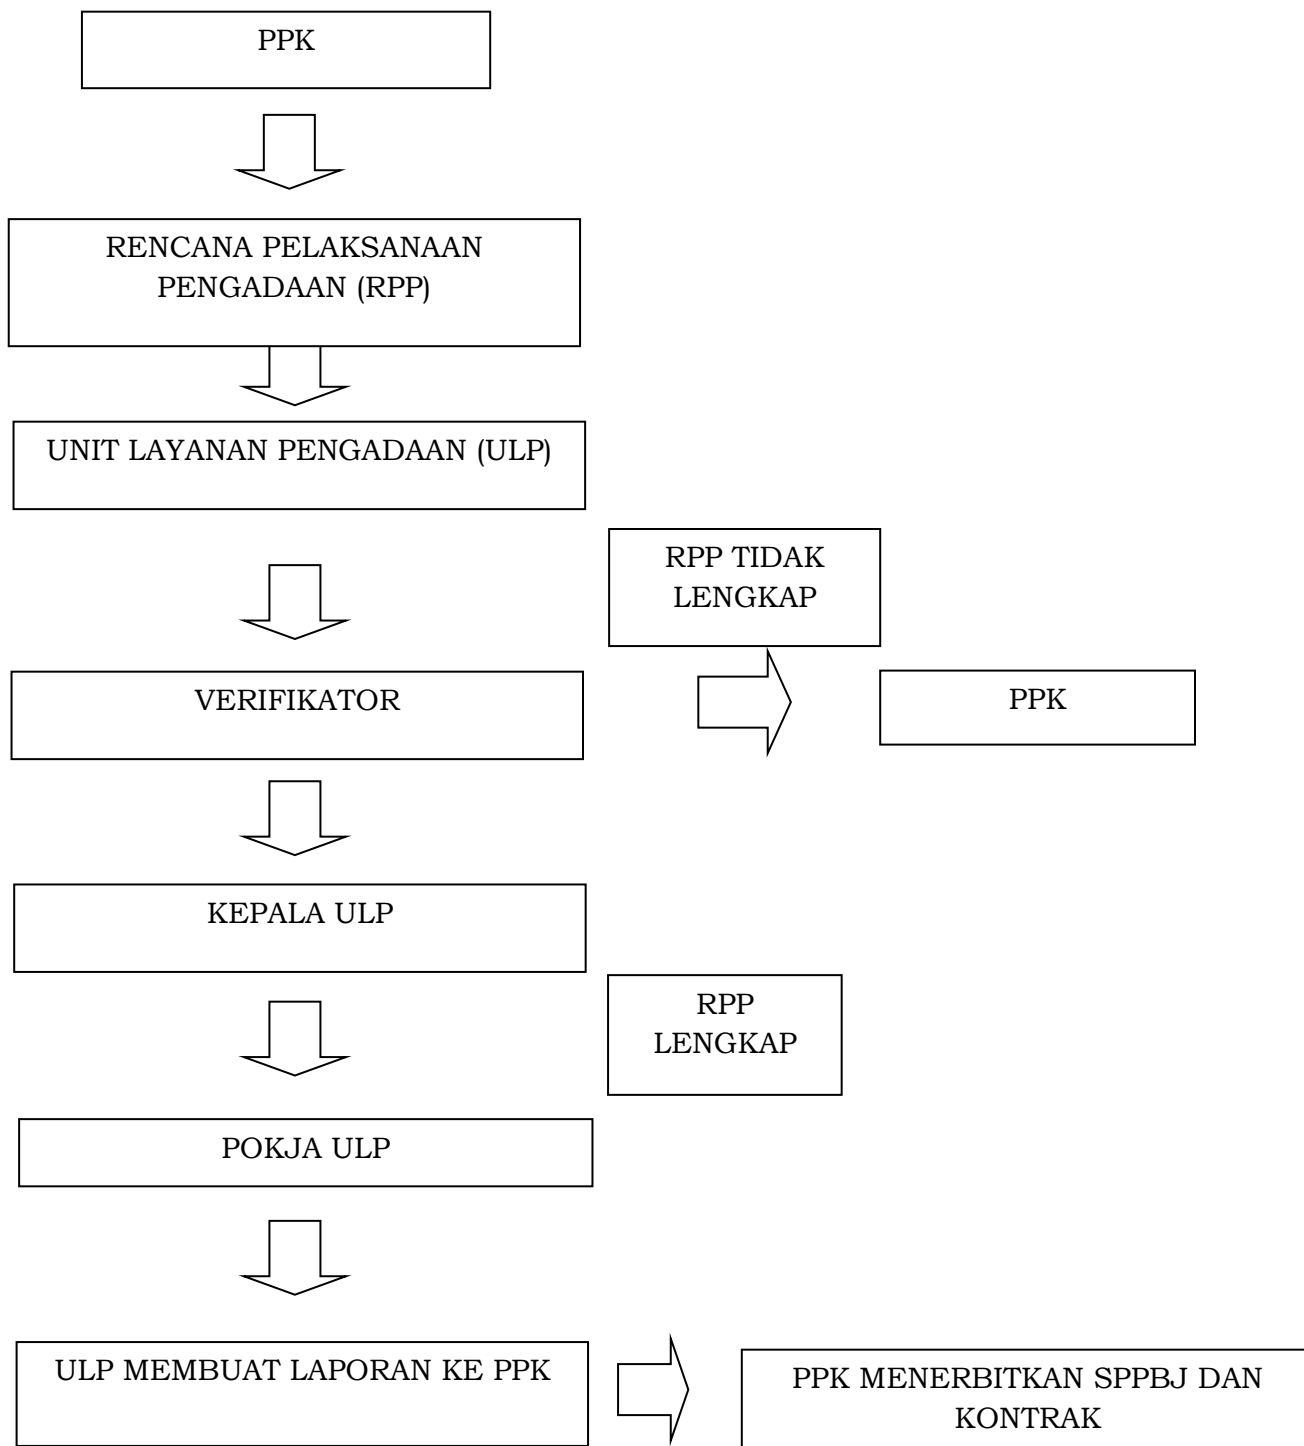 PPK
RENCANA PELAKSANAAN
PENGADAAN (RPP)
UNIT LAYANAN PENGADAAN (ULP)
RPP TIDAK
LENGKAP
VERIFIKATOR
PPK
KEPALA ULP
RPP
LENGKAP
POKJA ULP
ULP MEMBUAT LAPORAN KE PPK
PPK MENERBITKAN SPPBJ DAN
KONTRAK